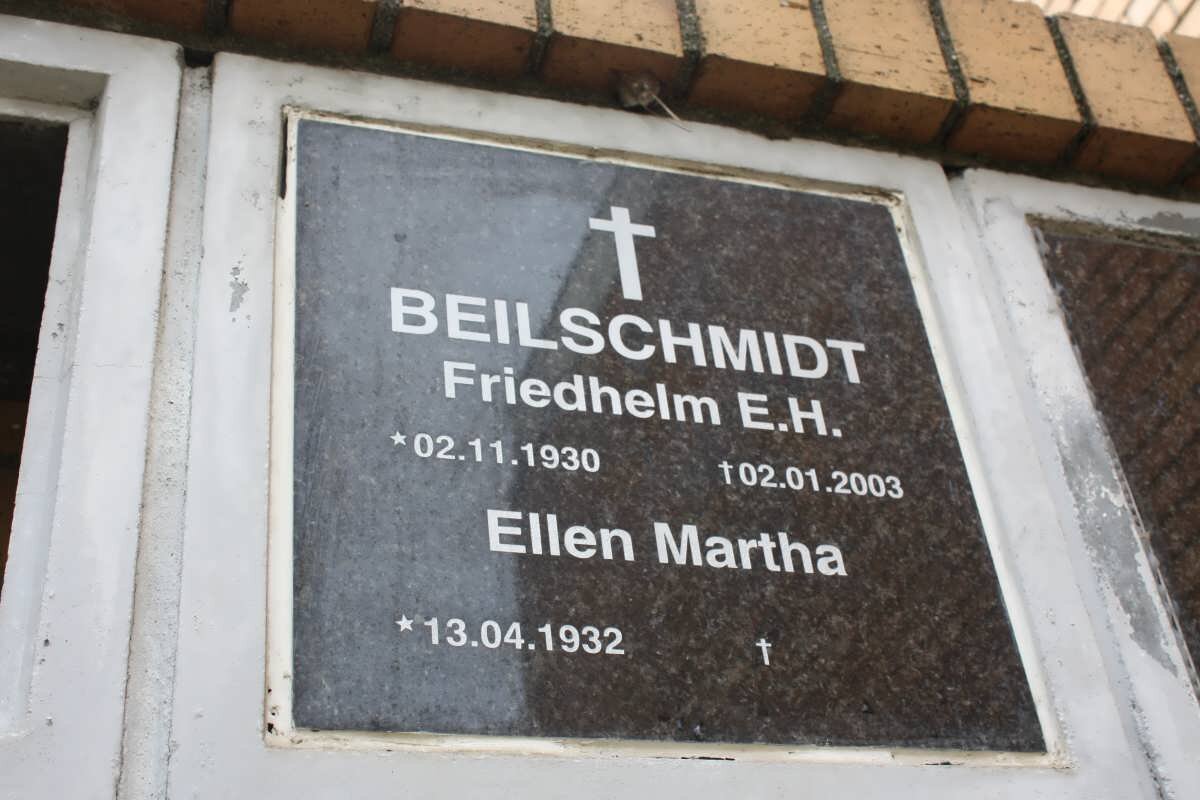 BEILSCHMIDT
Friedhelm E.H.
★02.11.1930 †02.01.2003
Ellen Martha
★13.04.1932 †